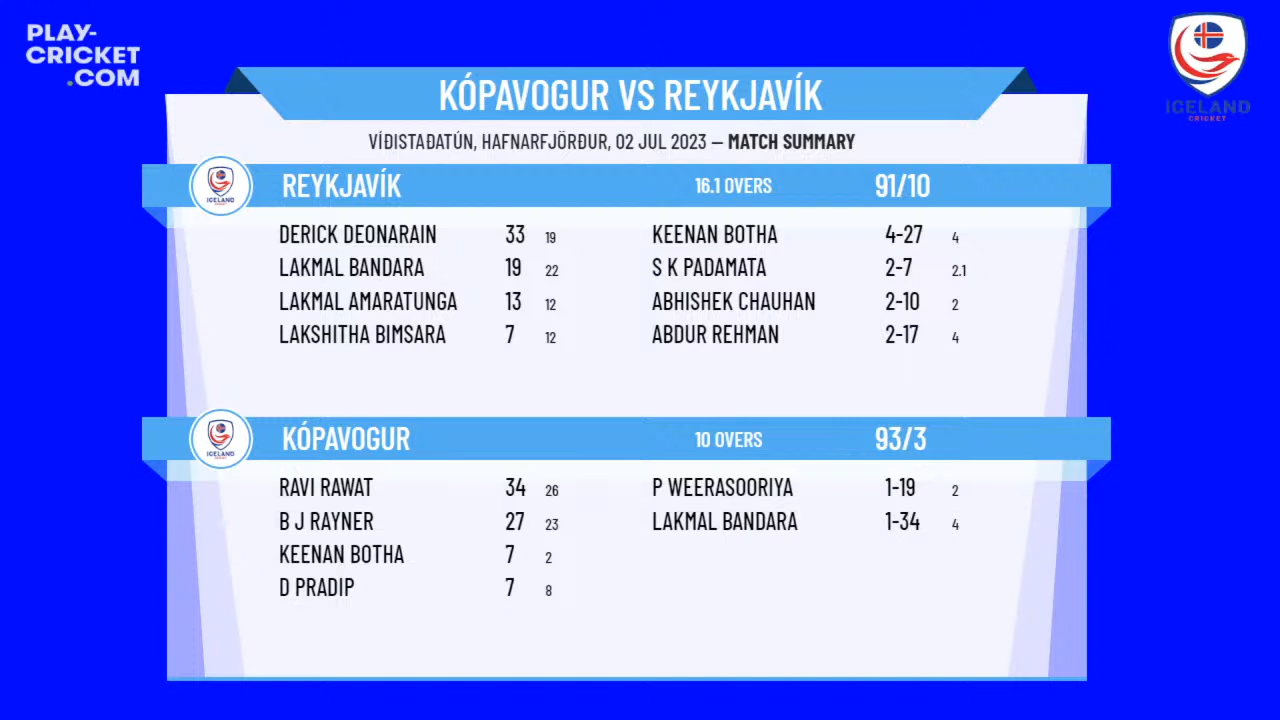 PLAY-
CRICKET
.COM
ICELAND
CRICKET
KÓPAVOGUR VS REYKJAVÍK
VÍÐISTAÐATÚN, HAFNARFJÖRÐUR, 02 JUL 2023 – MATCH SUMMARY
ICELAND
REYKJAVÍK 16.1 OVERS 91/10
DERICK DEONARAIN 33 19 KEENAN BOTHA 4-27 4
LAKMAL BANDARA 19 22 S K PADAMATA 2-7 2.1
LAKMAL AMARATUNGA 13 12 ABHISHEK CHAUHAN 2-10 2
LAKSHITHA BIMSARA 7 12 ABDUR REHMAN 2-17 4
ICELAND
KÓPAVOGUR 10 OVERS 93/3
RAVI RAWAT 34 26 P WEERASOORIYA 1-19 2
B J RAYNER 27 23 LAKMAL BANDARA 1-34 4
KEENAN BOTHA 7 2
D PRADIP 7 8